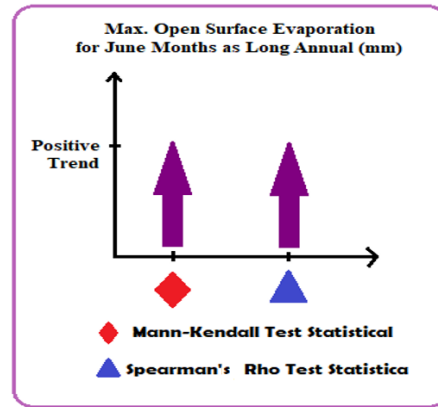 Max. Open Surface Evaporation
for June Months as Long Annual (mm)
Positive
Trend
Mann-Kendall Test Statistical
Spearman's Rho Test Statistica